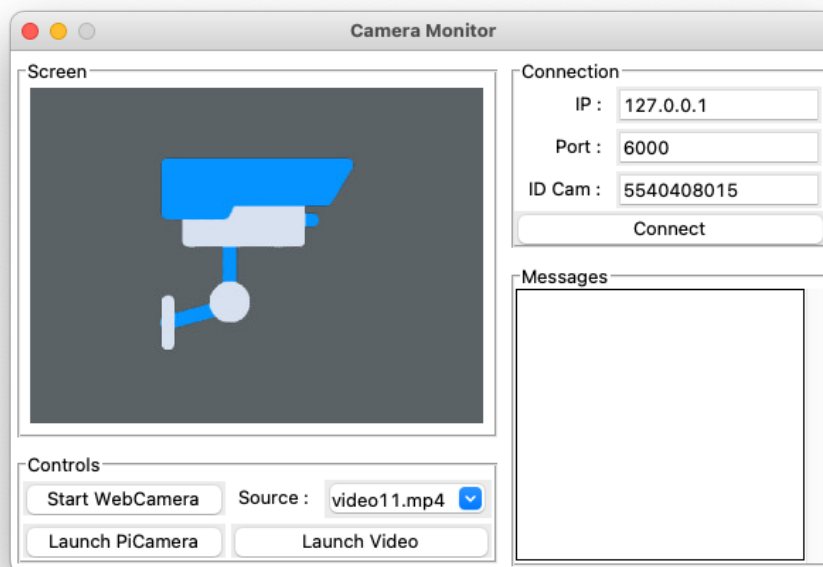 Camera Monitor
Screen
Connection
IP : 127.0.0.1
Port : 6000
ID Cam : 5540408015
Connect
Messages
Controls
Start WebCamera Source : video11.mp4
Launch PiCamera Launch Video